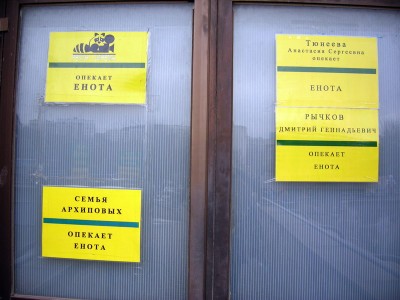 ОПЕКАЕТ
ЕНОТА
СЕМЬЯ
АРХИПОВЫХ
ОПЕКАЕТ
ЕНОТА
Тюнеева
Анастасия Сергеевна
опекает
ЕНОТА
РЫЧКОВ
ДМИТРИЙ ГЕННАДЬЕВИЧ
ОПЕКАЕТ
ЕНОТА